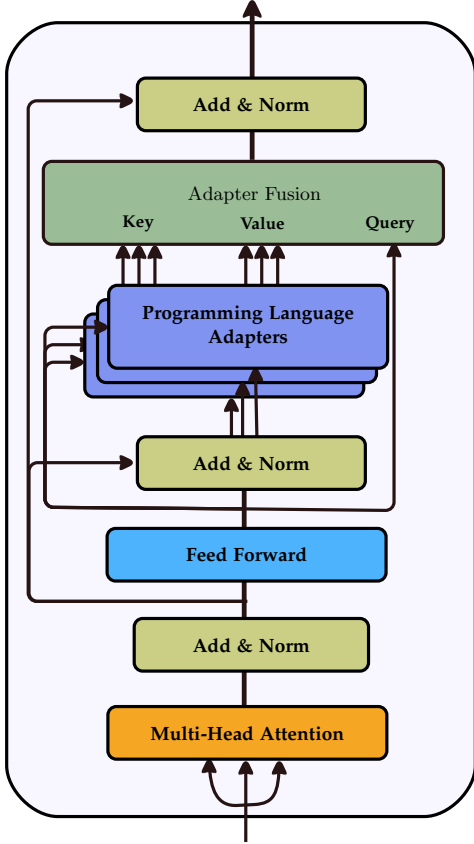 Add & Norm
Adapter Fusion
Key Value Query
Programming Language
Adapters
Add & Norm
Feed Forward
Add & Norm
Multi-Head Attention